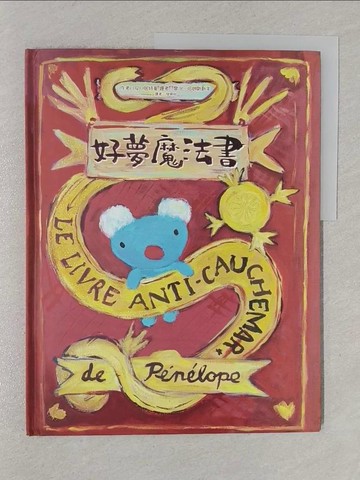 好夢魔法書
LE LIVRE ANTI-CAUCHEMAR,
de Pénélope